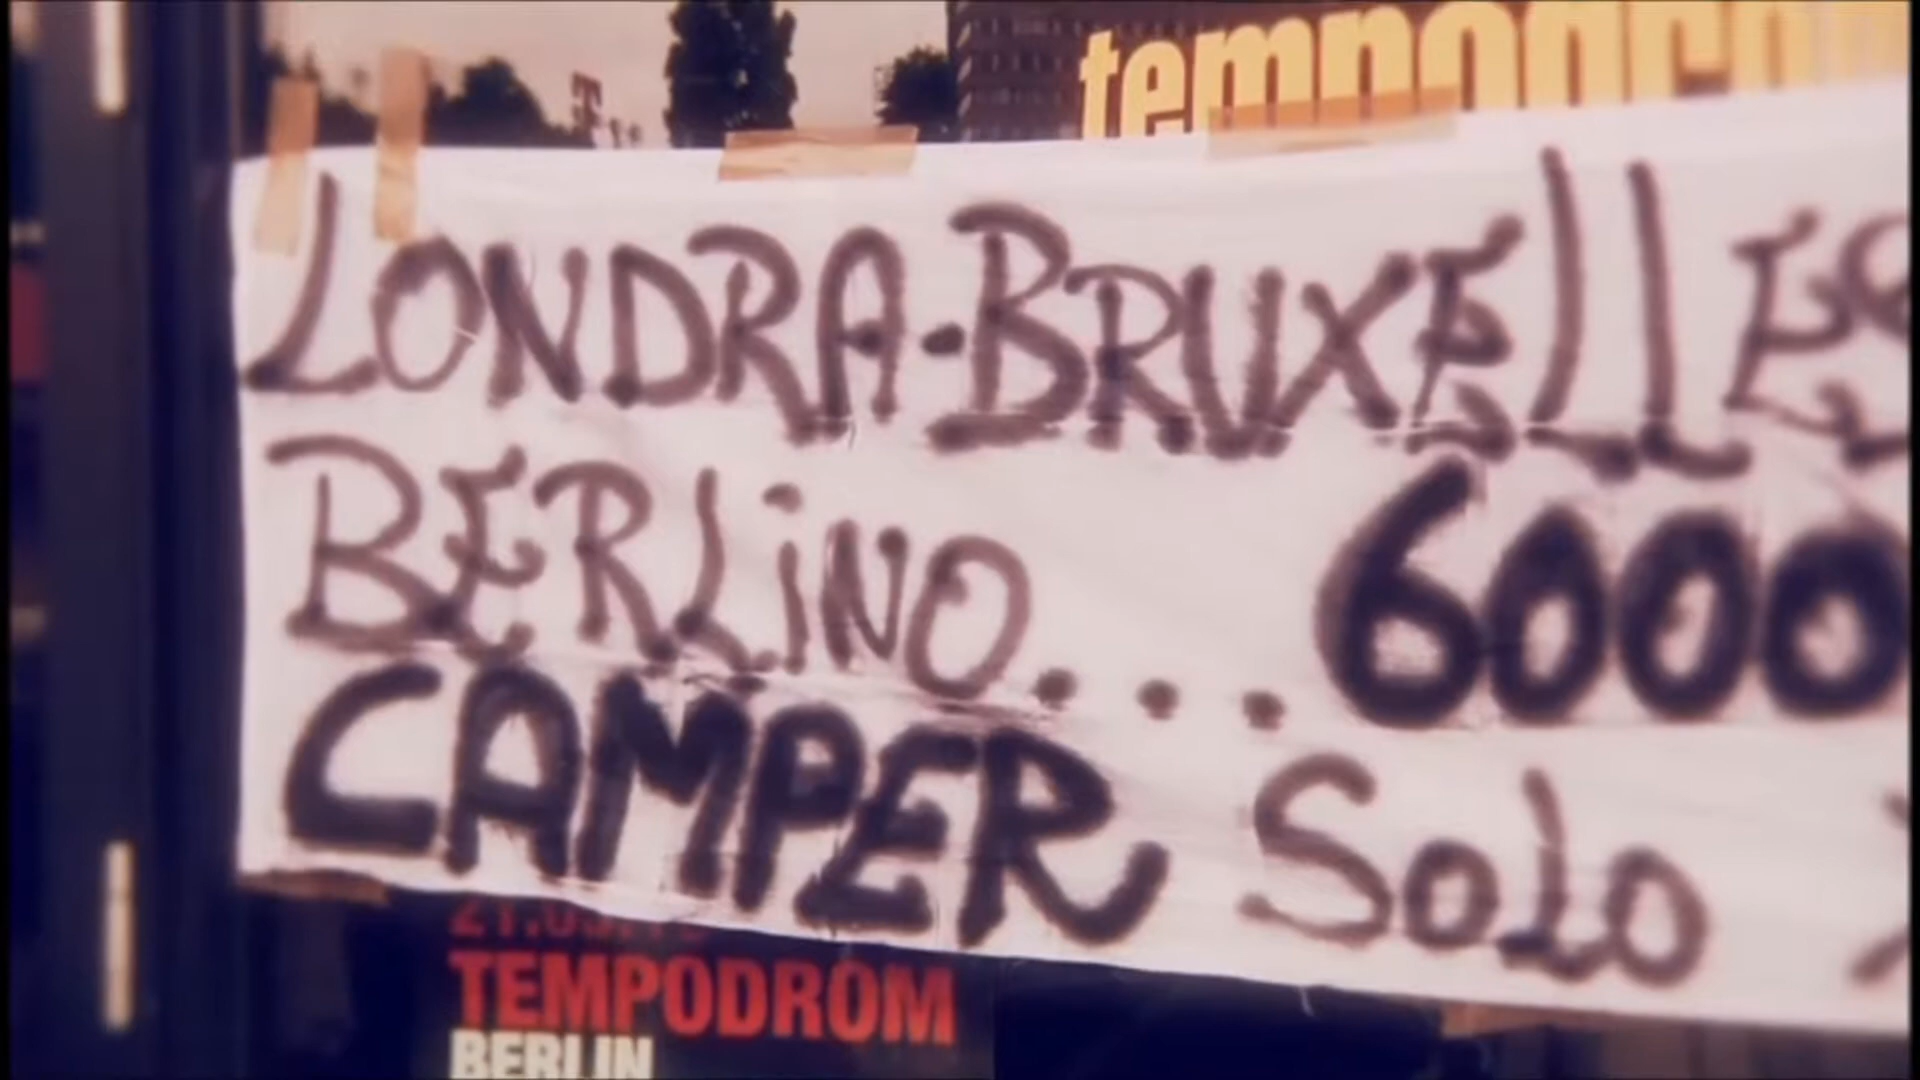 tempodro
LONDRA-BRUXELLES
BERLINO....6000
CAMPER SOLO
TEMPODROM
BERLIN